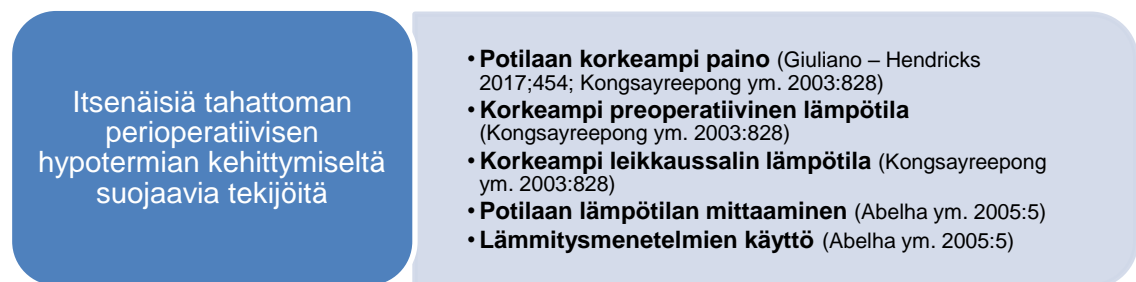 Itsenäisiä tahattoman
perioperatiivisen
hypotermian kehittymiseltä
suojaavia tekijöitä
• Potilaan korkeampi paino (Giuliano – Hendricks
2017;454; Kongsayreepong ym. 2003:828)
• Korkeampi preoperatiivinen lämpötila
(Kongsayreepong ym. 2003:828)
• Korkeampi leikkaussalin lämpötila (Kongsayreepong
ym. 2003:828)
• Potilaan lämpötilan mittaaminen (Abelha ym. 2005:5)
• Lämmitysmenetelmien käyttö (Abelha ym. 2005:5)